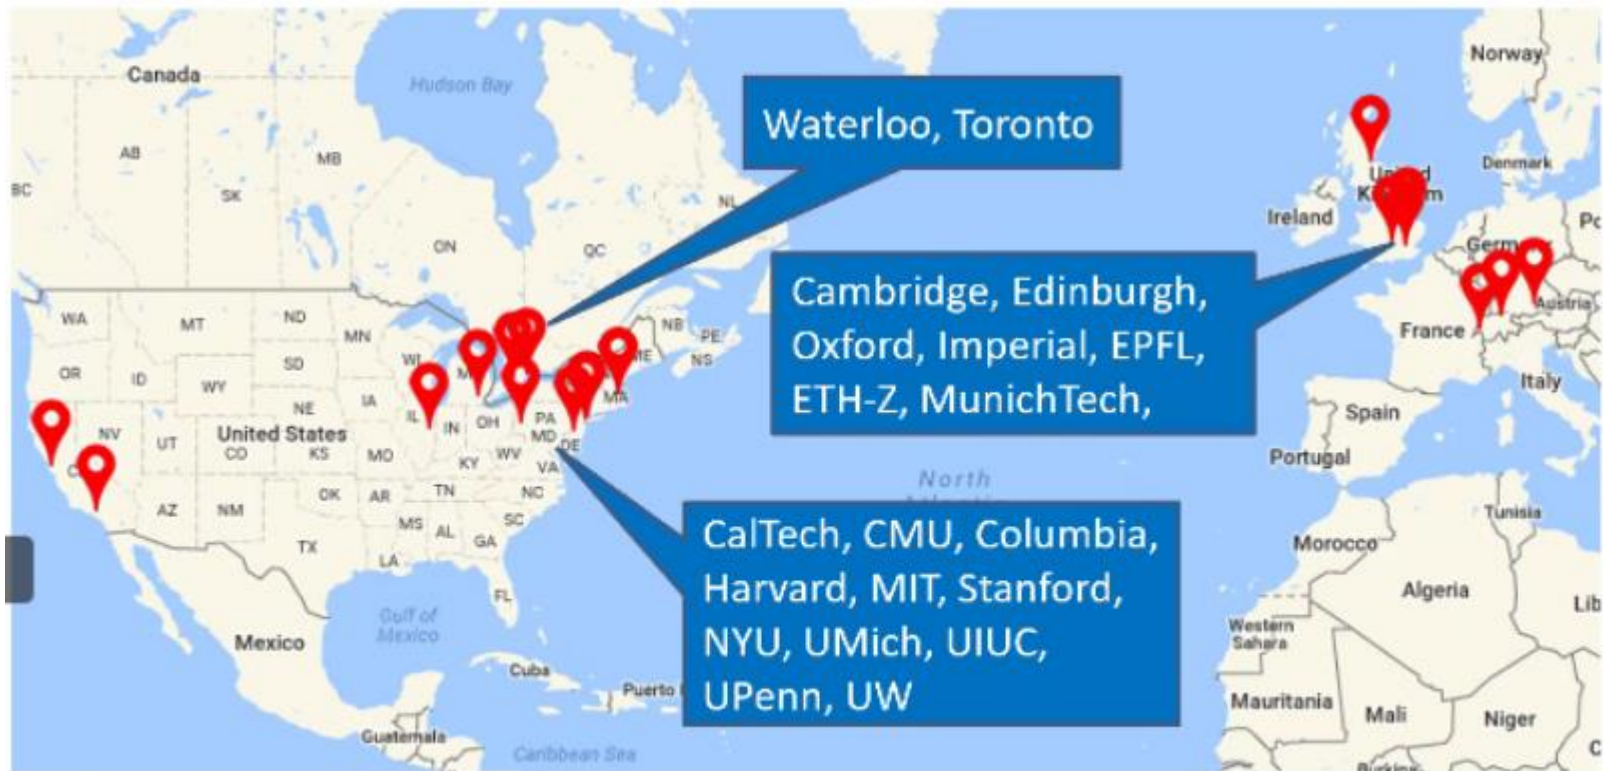 Canada
Hudson Bay
Norway
Waterloo, Toronto
AB
MB
BC
SK
NL
ON
QC
Denmark
United
Kingdom
Ireland
Germany
Austria
France
Italy
Spain
Portugal
Cambridge, Edinburgh,
Oxford, Imperial, EPFL,
ETH-Z, MunichTech,
WA
MT
ND
MN
NB
PE
NS
OR
ID
WY
SD
WI
ME
NE
IA
IL
IN
OH
PA
MA
NV
UT
United States
CO
KS
MO
KY
WV
MD
DE
VA
AZ
NM
OK
AR
TN
NC
SC
MS
AL
GA
TX
LA
FL
North
CalTech, CMU, Columbia,
Harvard, MIT, Stanford,
NYU, UMich, UIUC,
UPenn, UW
Gulf of
Mexico
Mexico
Cuba
Puerto
Guatemala
Caribbean Sea
Tunisia
Morocco
Algeria
Lib
Western
Sahara
Mauritania
Mali
Niger